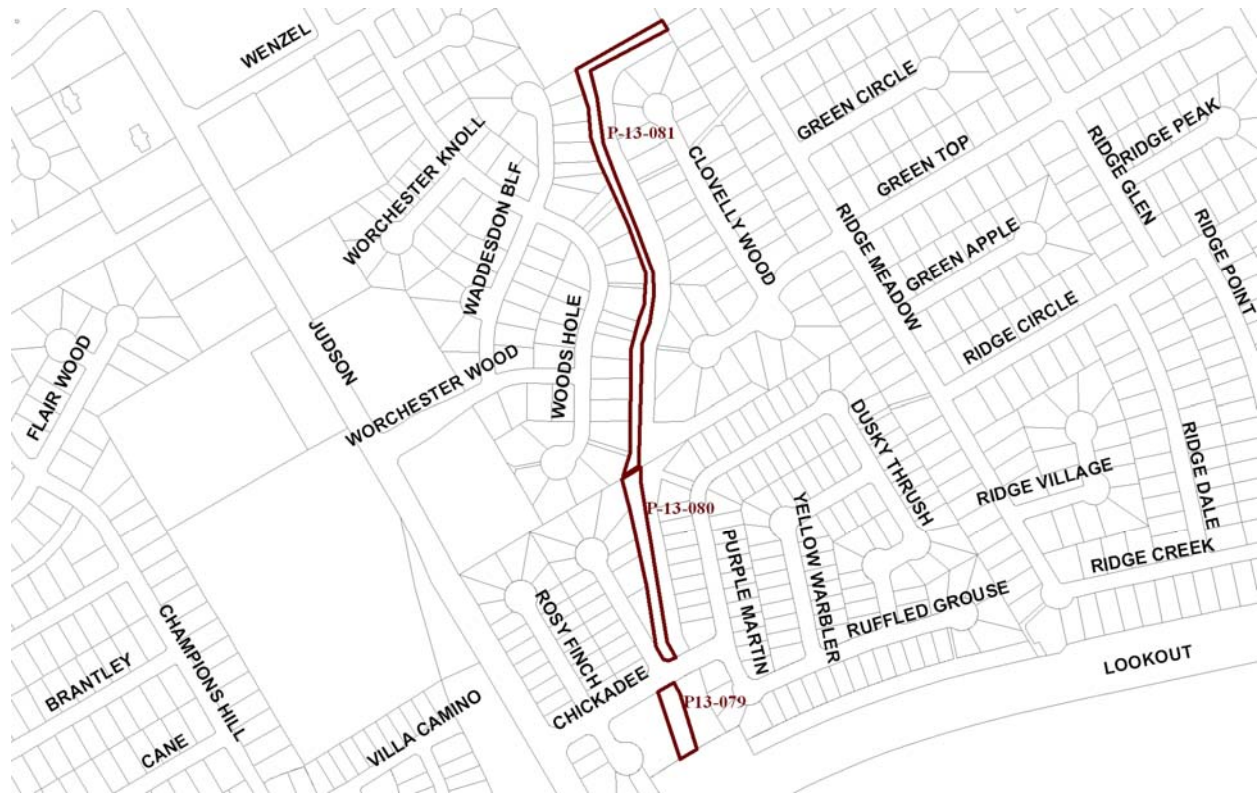 WENZEL
GREEN CIRCLE
P-13-081
RIDGE PEAK
WORCHESTER KNOLL
CLOVELLY WOOD
GREEN TOP
RIDGE GLEN
WADDESDON BLF
RIDGE MEADOW
GREEN APPLE
RIDGE POINT
JUDSON
WOODS HOLE
RIDGE CIRCLE
FLAIR WOOD
WORCHESTER WOOD
DUSKY THRUSH
RIDGE VILLAGE
RIDGE DALE
P-13-080
YELLOW WARBLER
PURPLE MARTIN
RIDGE CREEK
ROSY FINCH
RUFFLED GROUSE
CHAMPIONS HILL
BRANTLEY
CHICKADEE
LOOKOUT
P13-079
VILLA CAMINO
CANE